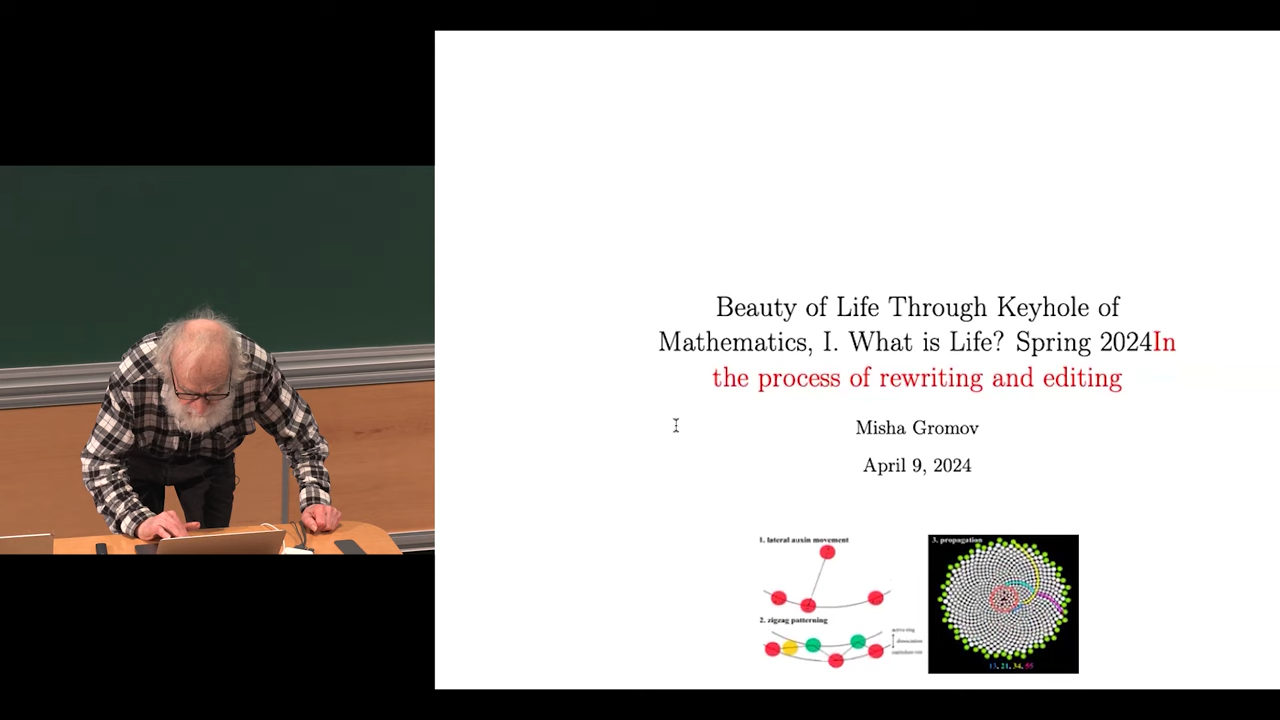 Beauty of Life Through Keyhole of
Mathematics, I. What is Life? Spring 2024In
the process of rewriting and editing
Misha Gromov
April 9, 2024
1. lateral auxin movement
2. zigzag patterning
3. propagation
13, 21, 34, 55